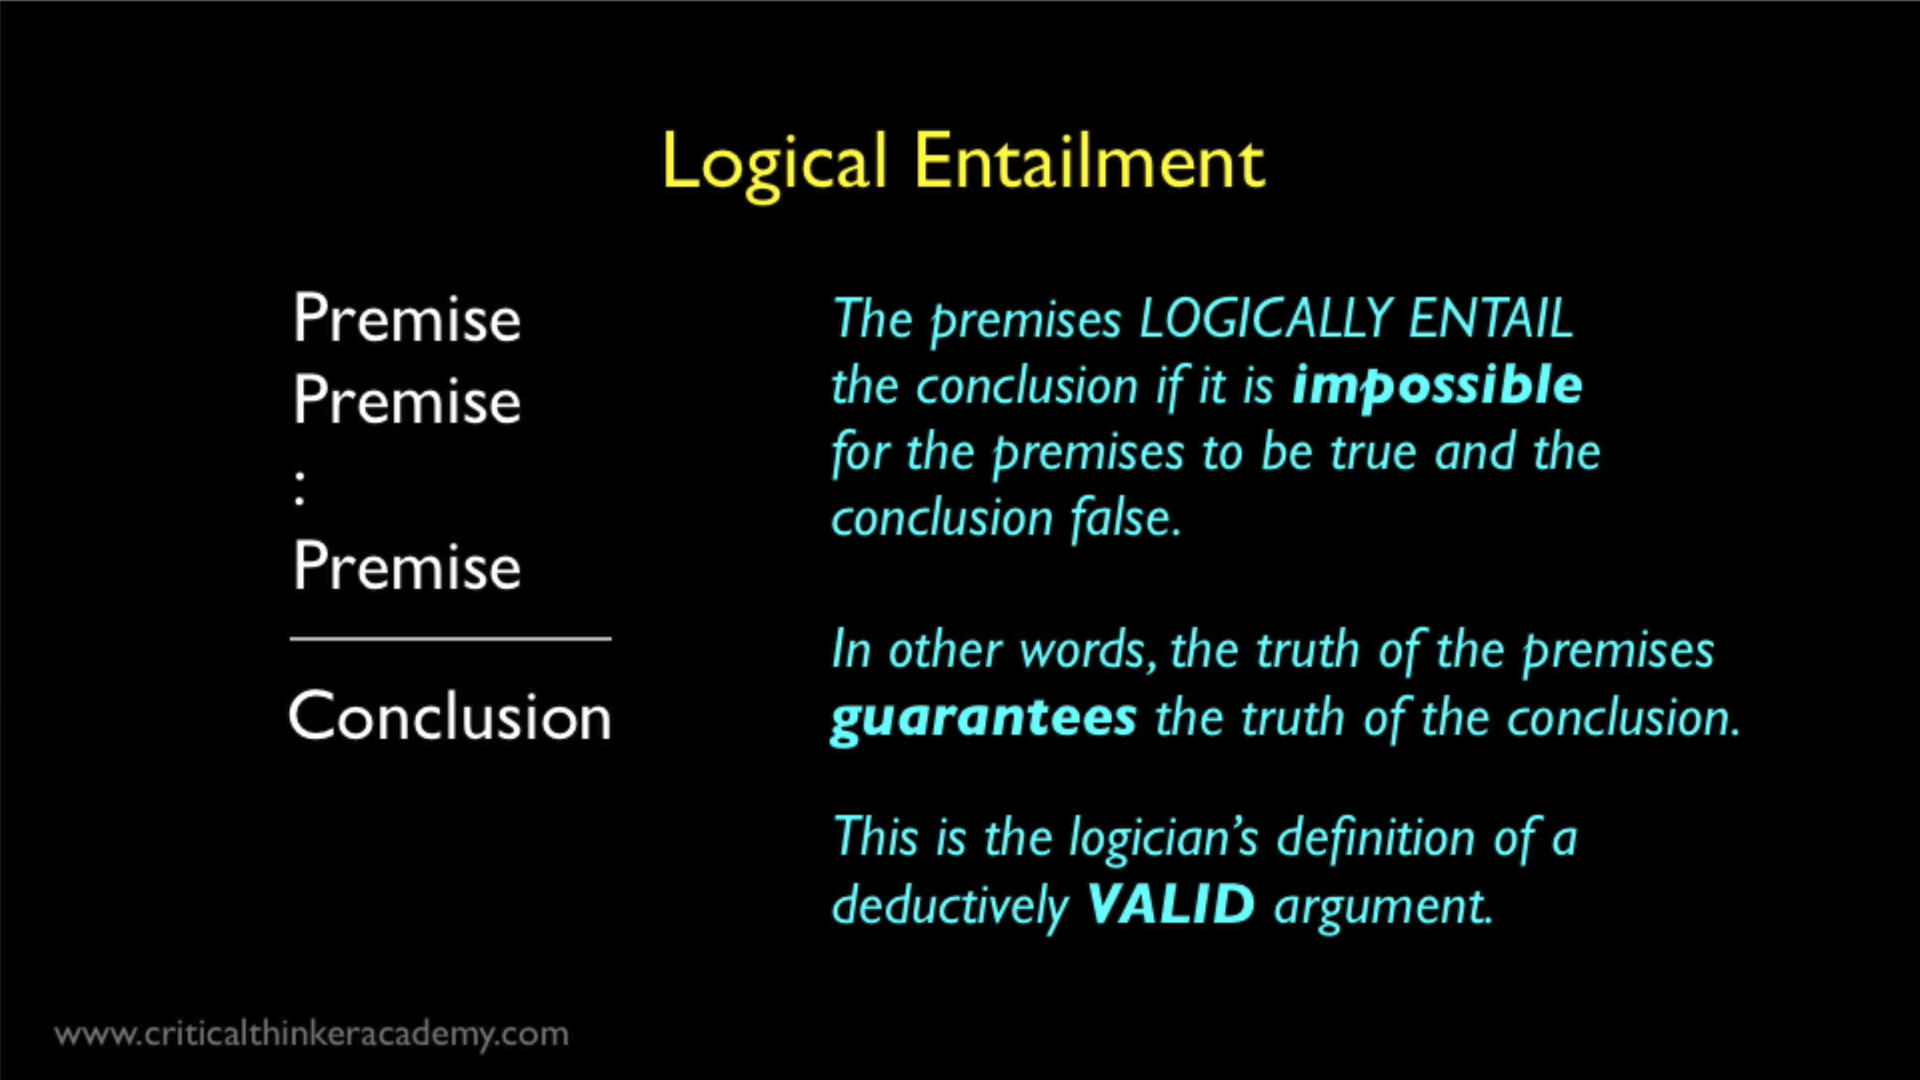 Logical Entailment
Premise
Premise
:
Premise
Conclusion
The premises LOGICALLY ENTAIL
the conclusion if it is impossible
for the premises to be true and the
conclusion false.
In other words, the truth of the premises
guarantees the truth of the conclusion.
This is the logician’s definition of a
deductively VALID argument.
www.criticalthinkeracademy.com